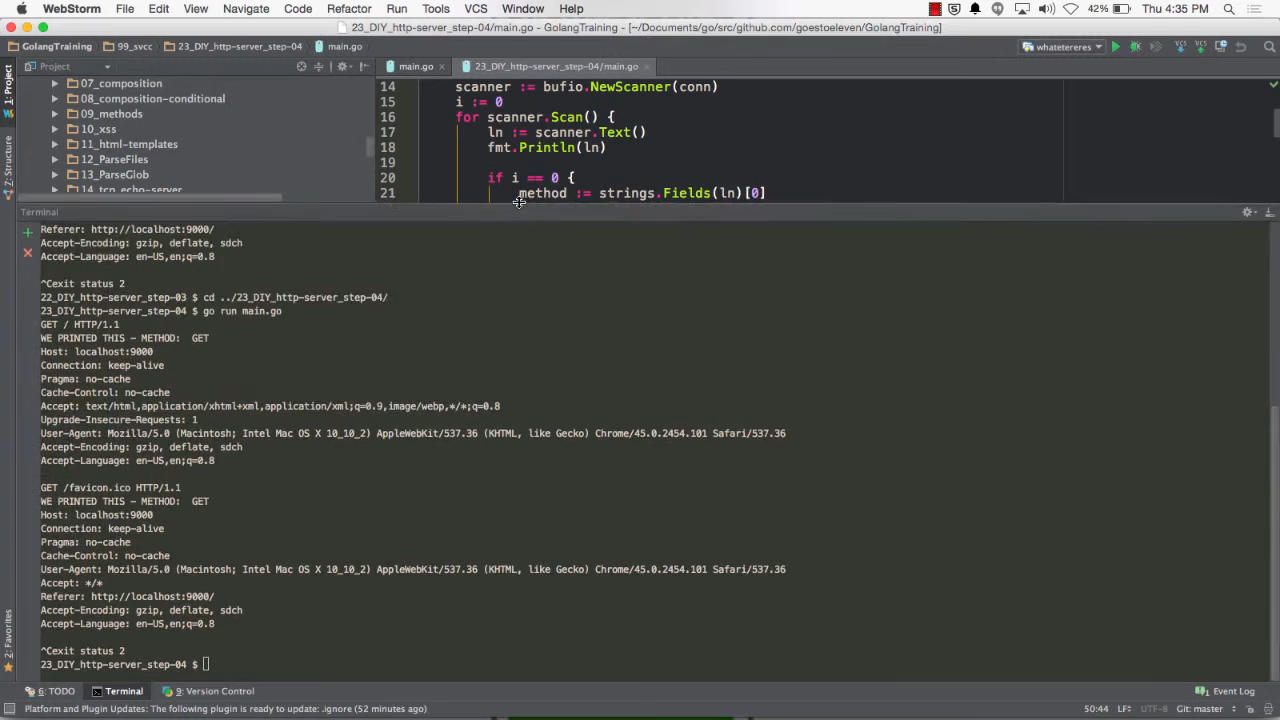 WebStorm File Edit View Navigate Code Refactor Run Tools VCS Window Help 5 42% Thu 4:35 PM
23_DIY_http-server_step-04/main.go - GolangTraining - [~/Documents/go/src/github.com/goestoeleven/GolangTraining]
GolangTraining 99_svcc 23_DIY_http-server_step-04 main.go whatetereres VCS VCS
Project main.go × 23_DIY_http-server_step-04/main.go ×
1: Project
Z: Structure
2: Favorites
07_composition
08_composition-conditional
09_methods
10_xss
11_html-templates
12_ParseFiles
13_ParseGlob
14_tcp_echo-server
14 scanner := bufio.NewScanner(conn)
15 i := 0
16 for scanner.Scan() {
17 ln := scanner.Text()
18 fmt.Println(ln)
19
20 if i == 0 {
21 method := strings.Fields(ln)[0]
Terminal
Referer: http://localhost:9000/
Accept-Encoding: gzip, deflate, sdch
Accept-Language: en-US,en;q=0.8
^Cexit status 2
22_DIY_http-server_step-03 $ cd ../23_DIY_http-server_step-04/
23_DIY_http-server_step-04 $ go run main.go
GET / HTTP/1.1
WE PRINTED THIS - METHOD:  GET
Host: localhost:9000
Connection: keep-alive
Pragma: no-cache
Cache-Control: no-cache
Accept: text/html,application/xhtml+xml,application/xml;q=0.9,image/webp,*/*;q=0.8
Upgrade-Insecure-Requests: 1
User-Agent: Mozilla/5.0 (Macintosh; Intel Mac OS X 10_10_2) AppleWebKit/537.36 (KHTML, like Gecko) Chrome/45.0.2454.101 Safari/537.36
Accept-Encoding: gzip, deflate, sdch
Accept-Language: en-US,en;q=0.8
GET /favicon.ico HTTP/1.1
WE PRINTED THIS - METHOD:  GET
Host: localhost:9000
Connection: keep-alive
Pragma: no-cache
Cache-Control: no-cache
User-Agent: Mozilla/5.0 (Macintosh; Intel Mac OS X 10_10_2) AppleWebKit/537.36 (KHTML, like Gecko) Chrome/45.0.2454.101 Safari/537.36
Accept: */*
Referer: http://localhost:9000/
Accept-Encoding: gzip, deflate, sdch
Accept-Language: en-US,en;q=0.8
^Cexit status 2
23_DIY_http-server_step-04 $
6: TODO Terminal 9: Version Control 1 Event Log
Platform and Plugin Updates: The following plugin is ready to update: .ignore (52 minutes ago) 50:44 LF UTF-8 Git: master